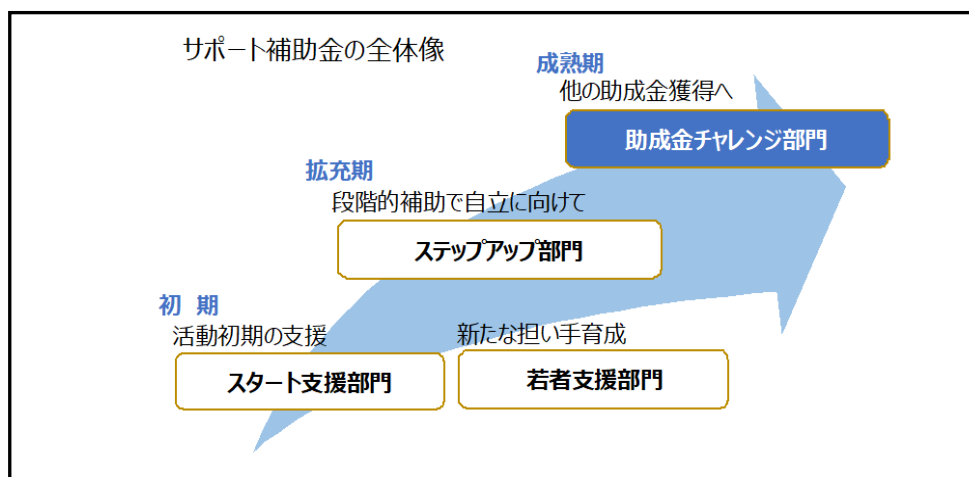 サポート補助金の全体像
成熟期
他の助成金獲得へ
助成金チャレンジ部門
拡充期
段階的補助で自立に向けて
ステップアップ部門
初　期
活動初期の支援
スタート支援部門
新たな担い手育成
若者支援部門